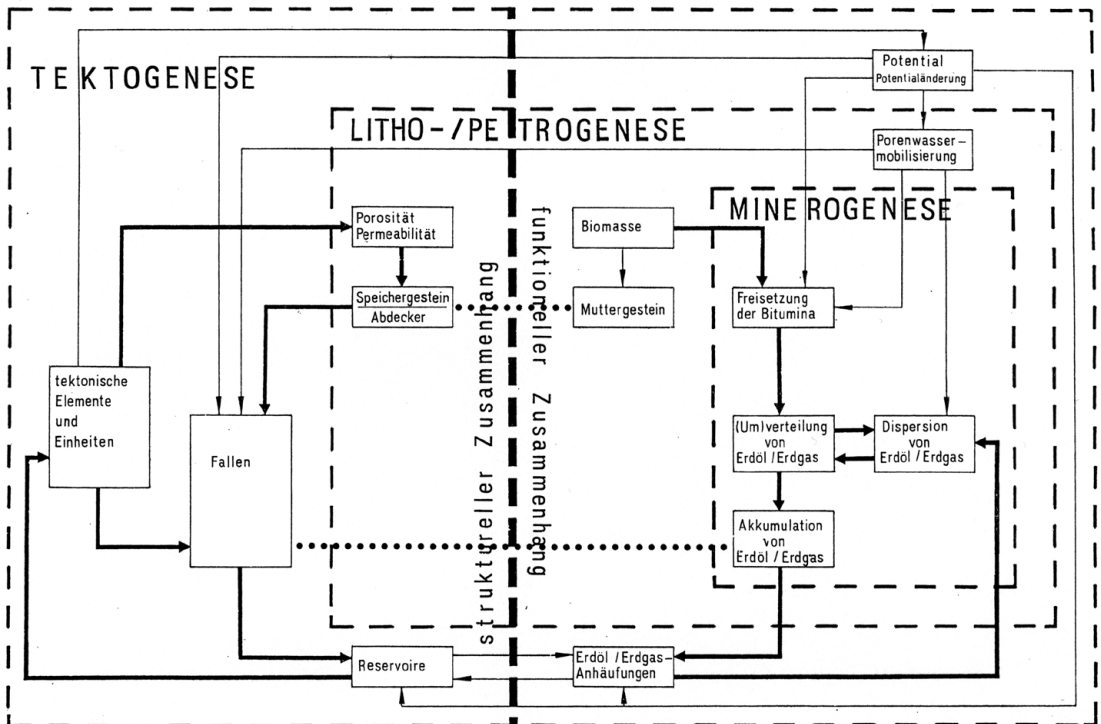 TEKTOGENESE
Potential
Potentialänderung
LITHO-/PETROGENESE
Porenwasser-
mobilisierung
MINEROGENESE
Porosität
Permeabilität
Biomasse
Speichergestein
Abdecker
Muttergestein
Freisetzung
der Bitumina
struktureller Zusammenhang
funktioneller Zusammenhang
tektonische
Elemente
und
Einheiten
Fallen
(Um)verteilung
von
Erdöl/Erdgas
Dispersion
von
Erdöl/Erdgas
Akkumulation
von
Erdöl/Erdgas
Reservoire
Erdöl/Erdgas-
Anhäufungen